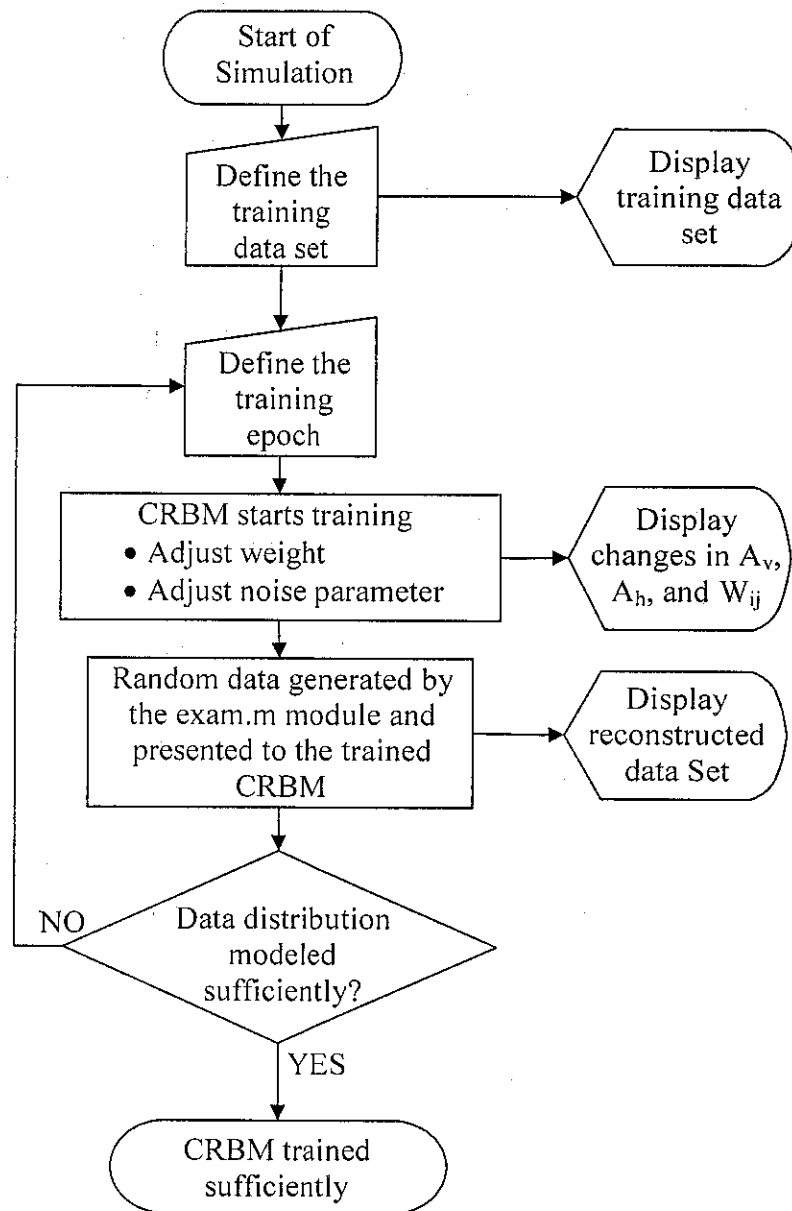 Start of
Simulation
Define the
training
data set
Display
training data
set
Define the
training
epoch
CRBM starts training
• Adjust weight
• Adjust noise parameter
Display
changes in Av,
Ah, and Wij
Random data generated by
the exam.m module and
presented to the trained
CRBM
Display
reconstructed
data Set
NO
Data distribution
modeled
sufficiently?
YES
CRBM trained
sufficiently